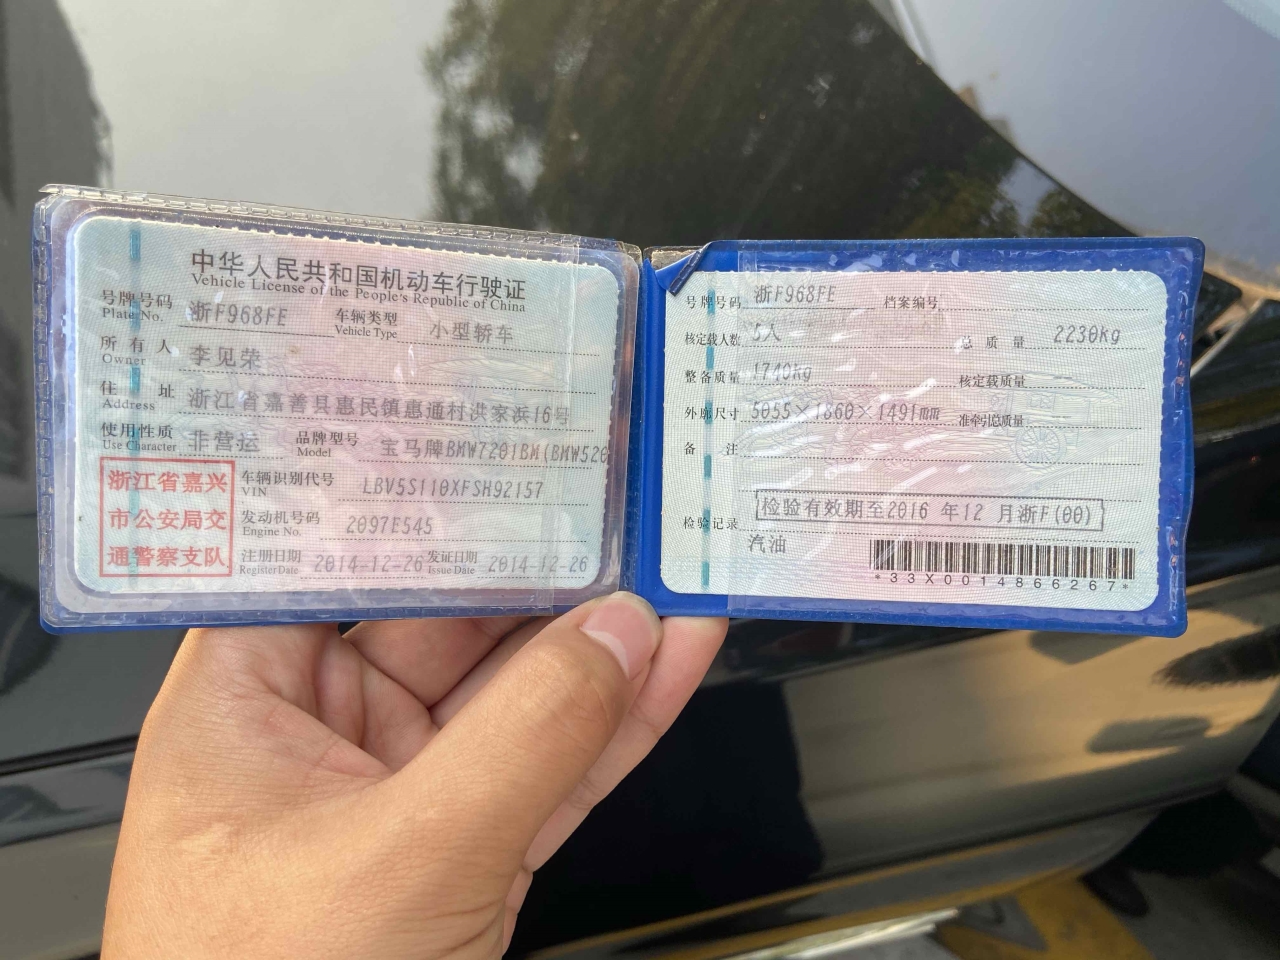 中华人民共和国机动车行驶证
Vehicle License of the People's Republic of China
号牌号码 浙F968FE 车辆类型 小型轿车
Plate No. Vehicle Type
所有人 李见荣
Owner
住址 浙江省嘉善县惠民镇惠通村洪家浜16号
Address
使用性质 非营运 品牌型号 宝马牌BMW7201BM(BMW520
Use Character Model
浙江省嘉兴
市公安局交
通警察支队
车辆识别代号 LBV5S110XFSH92157
VIN
发动机号码 2097E545
Engine No.
注册日期 2014-12-26 发证日期 2014-12-26
Register Date Issue Date
号牌号码 浙F968FE 档案编号
核定载人数 5人 总质量 2230Kg
整备质量 1740Kg 核定载质量
外廓尺寸 5055×1860×1491mm 准牵引总质量
备注
检验记录 检验有效期至2016 年12 月浙F(00)
汽油
*33X0014866267*